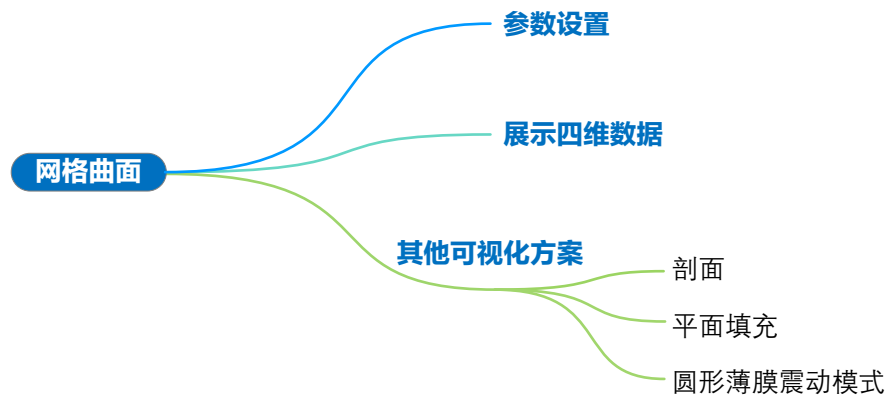 参数设置
展示四维数据
网格曲面
其他可视化方案
剖面
平面填充
圆形薄膜震动模式